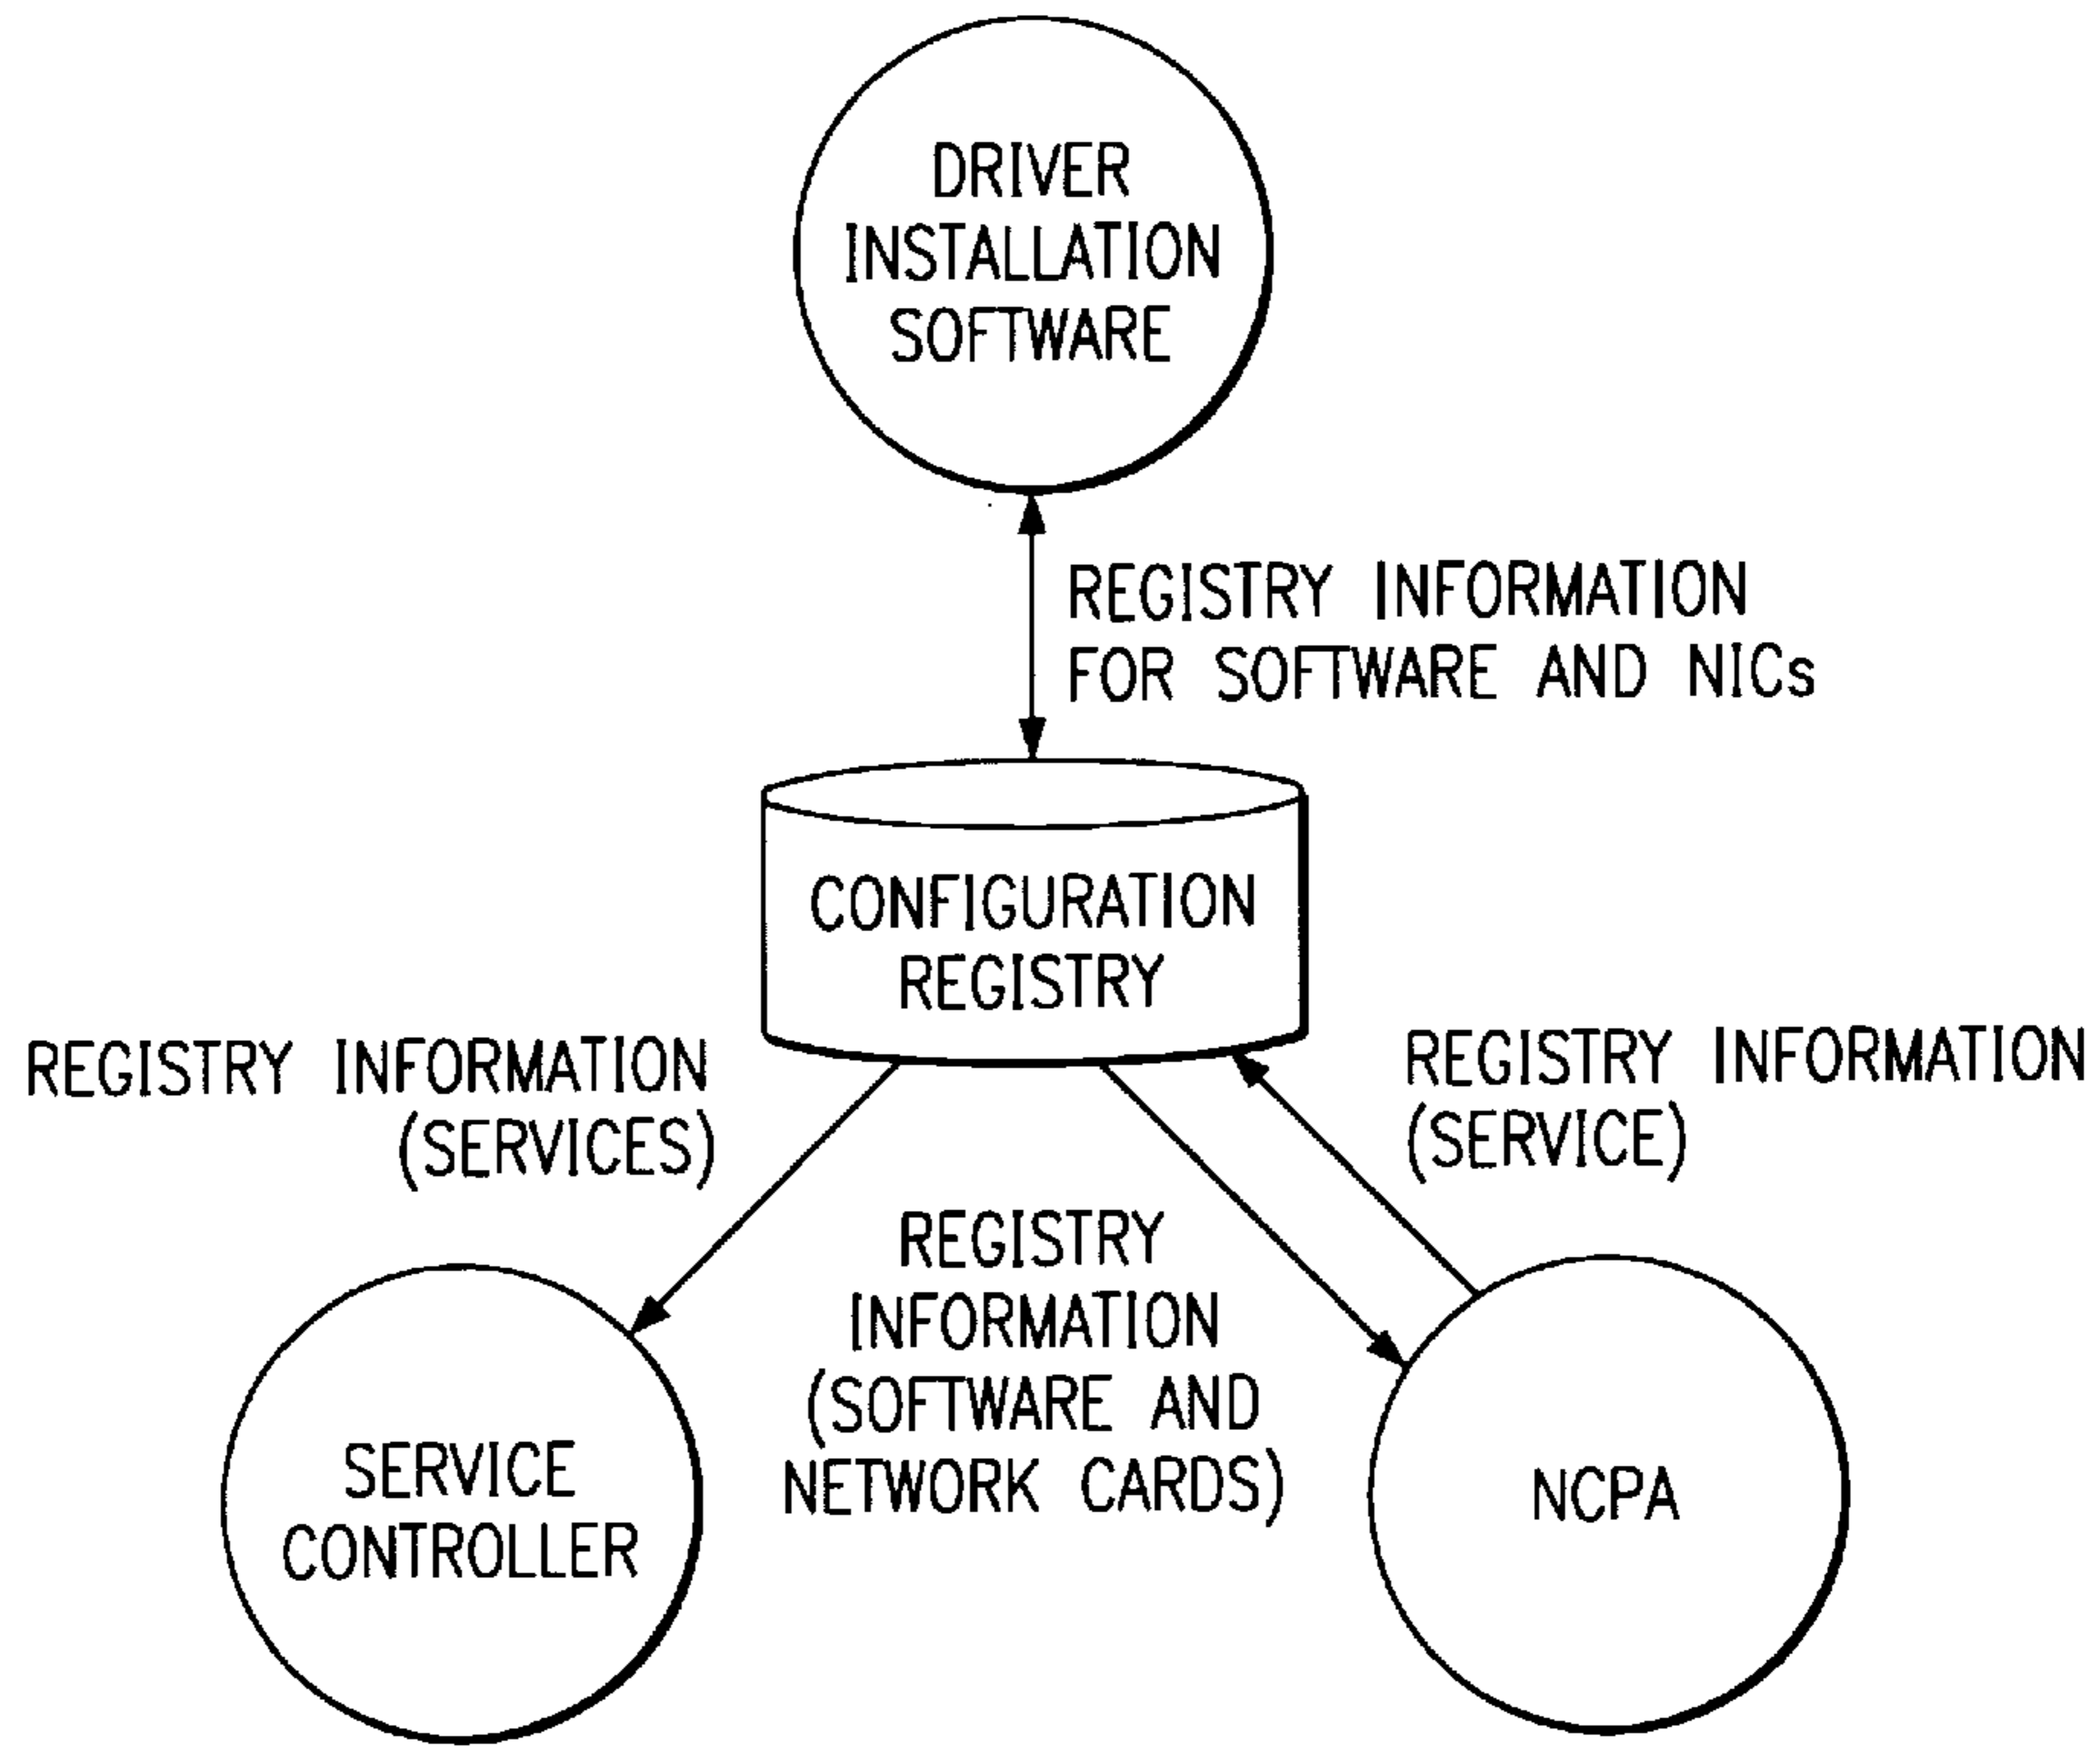 DRIVER
INSTALLATION
SOFTWARE
REGISTRY INFORMATION
FOR SOFTWARE AND NICs
CONFIGURATION
REGISTRY
REGISTRY INFORMATION
(SERVICES)
REGISTRY INFORMATION
(SERVICE)
REGISTRY
INFORMATION
(SOFTWARE AND
NETWORK CARDS)
SERVICE
CONTROLLER
NCPA